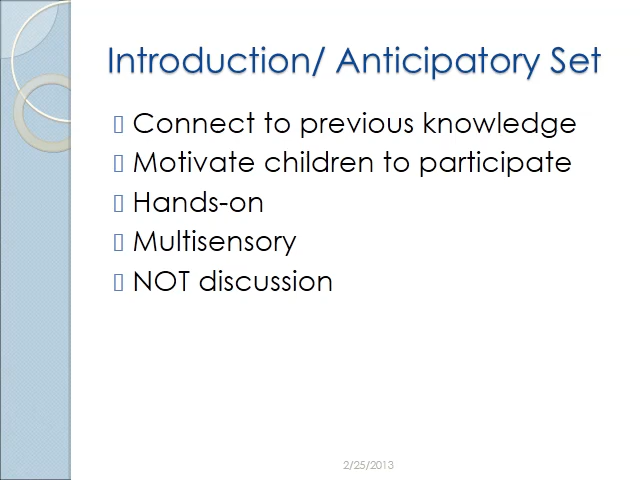 Introduction/ Anticipatory Set
Connect to previous knowledge
Motivate children to participate
Hands-on
Multisensory
NOT discussion
2/25/2013